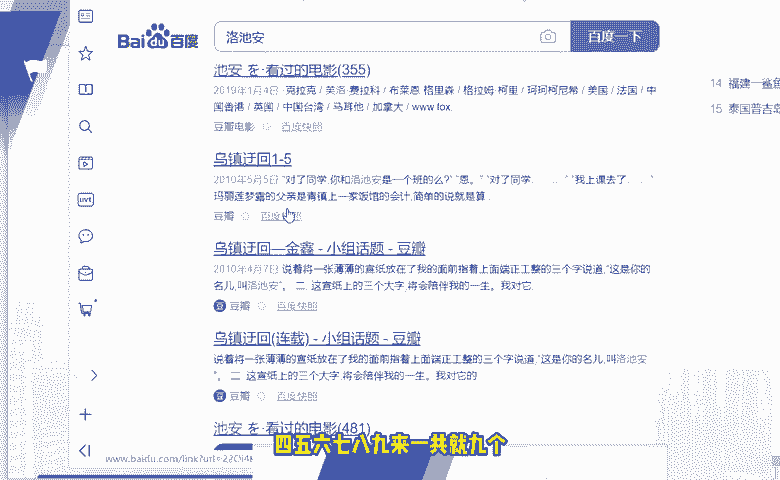 Bai百度
洛池安
百度一下
池安 を·看过的电影(355)
2019年1月4日 ·克拉克 / 芙洛·费拉科 / 布莱恩·格里森 / 格拉姆·柯里 / 珂珂柯尼希 / 美国 / 法国 / 中
国香港 / 英国 / 中国台湾 / 马耳他 / 加拿大 / www.fox.
豆瓣电影 百度快照
14 福建一鲨鱼
15 泰国普吉岛
乌镇迂回1-5
2010年5月5日 "对了同学,你和洛池安是一个班的么?" "恩。" "对了同学. "我上课去了.
玛丽莲梦露的父亲是青镇上一家饭馆的会计,简单的说就是算
豆瓣 百度快照
乌镇迂回—金鑫 - 小组话题 - 豆瓣
2010年4月7日 说着将一张薄薄的宣纸放在了我的面前指着上面端正工整的三个字说道,"这是你的
名儿,叫洛池安"。 二 这宣纸上的三个大字,将会陪伴我的一生。我对它.
豆 豆瓣 百度快照
乌镇迂回(连载) - 小组话题 - 豆瓣
说着将一张薄薄的宣纸放在了我的面前指着上面端正工整的三个字说道,"这是你的名儿,叫洛池安
"。 二 这宣纸上的三个大字,将会陪伴我的一生。我对它的
豆 豆瓣 百度快照
池安 を·看过的电影(481)
四五六七八九来一共就九个
www.baidu.com/link?url=